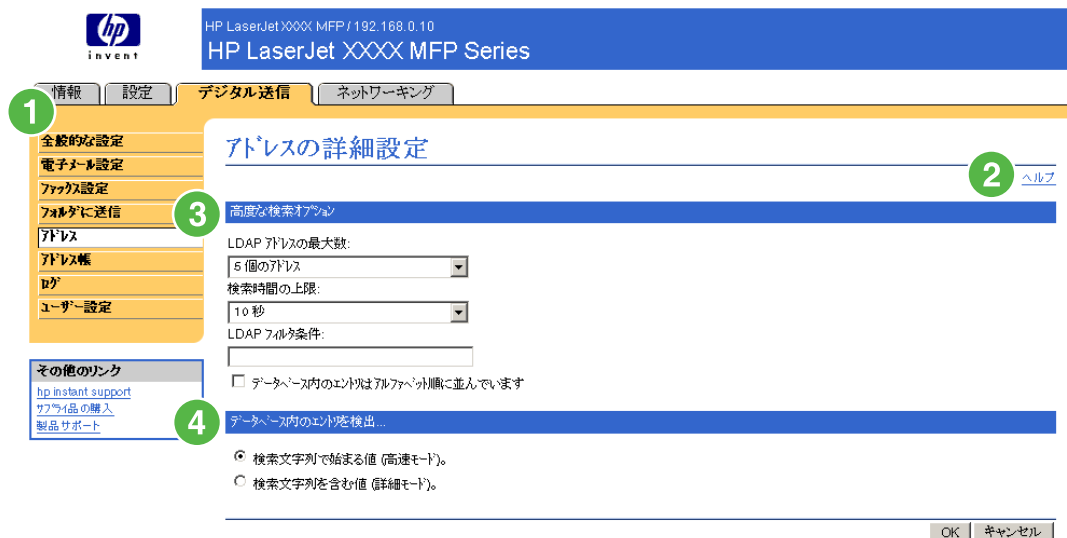 hp
invent
HP LaserJet XXXX MFP / 192.168.0.10
HP LaserJet XXXX MFP Series
情報
設定
デジタル送信
ネットワーキング
1
全般的な設定
電子メール設定
ファックス設定
フォルダに送信
アドレス
アドレス帳
ログ
ユーザー設定
その他のリンク
hp instant support
サプライ品の購入
製品サポート
アドレスの詳細設定
2
ヘルプ
3
高度な検索オプション
LDAP アドレスの最大数:
5 個のアドレス
検索時間の上限:
10 秒
LDAP フィルタ条件:
データベース内のエントリはアルファベット順に並んでいます
4
データベース内のエントリを検出...
検索文字列で始まる値 (高速モード)。
検索文字列を含む値 (詳細モード)。
OK
キャンセル